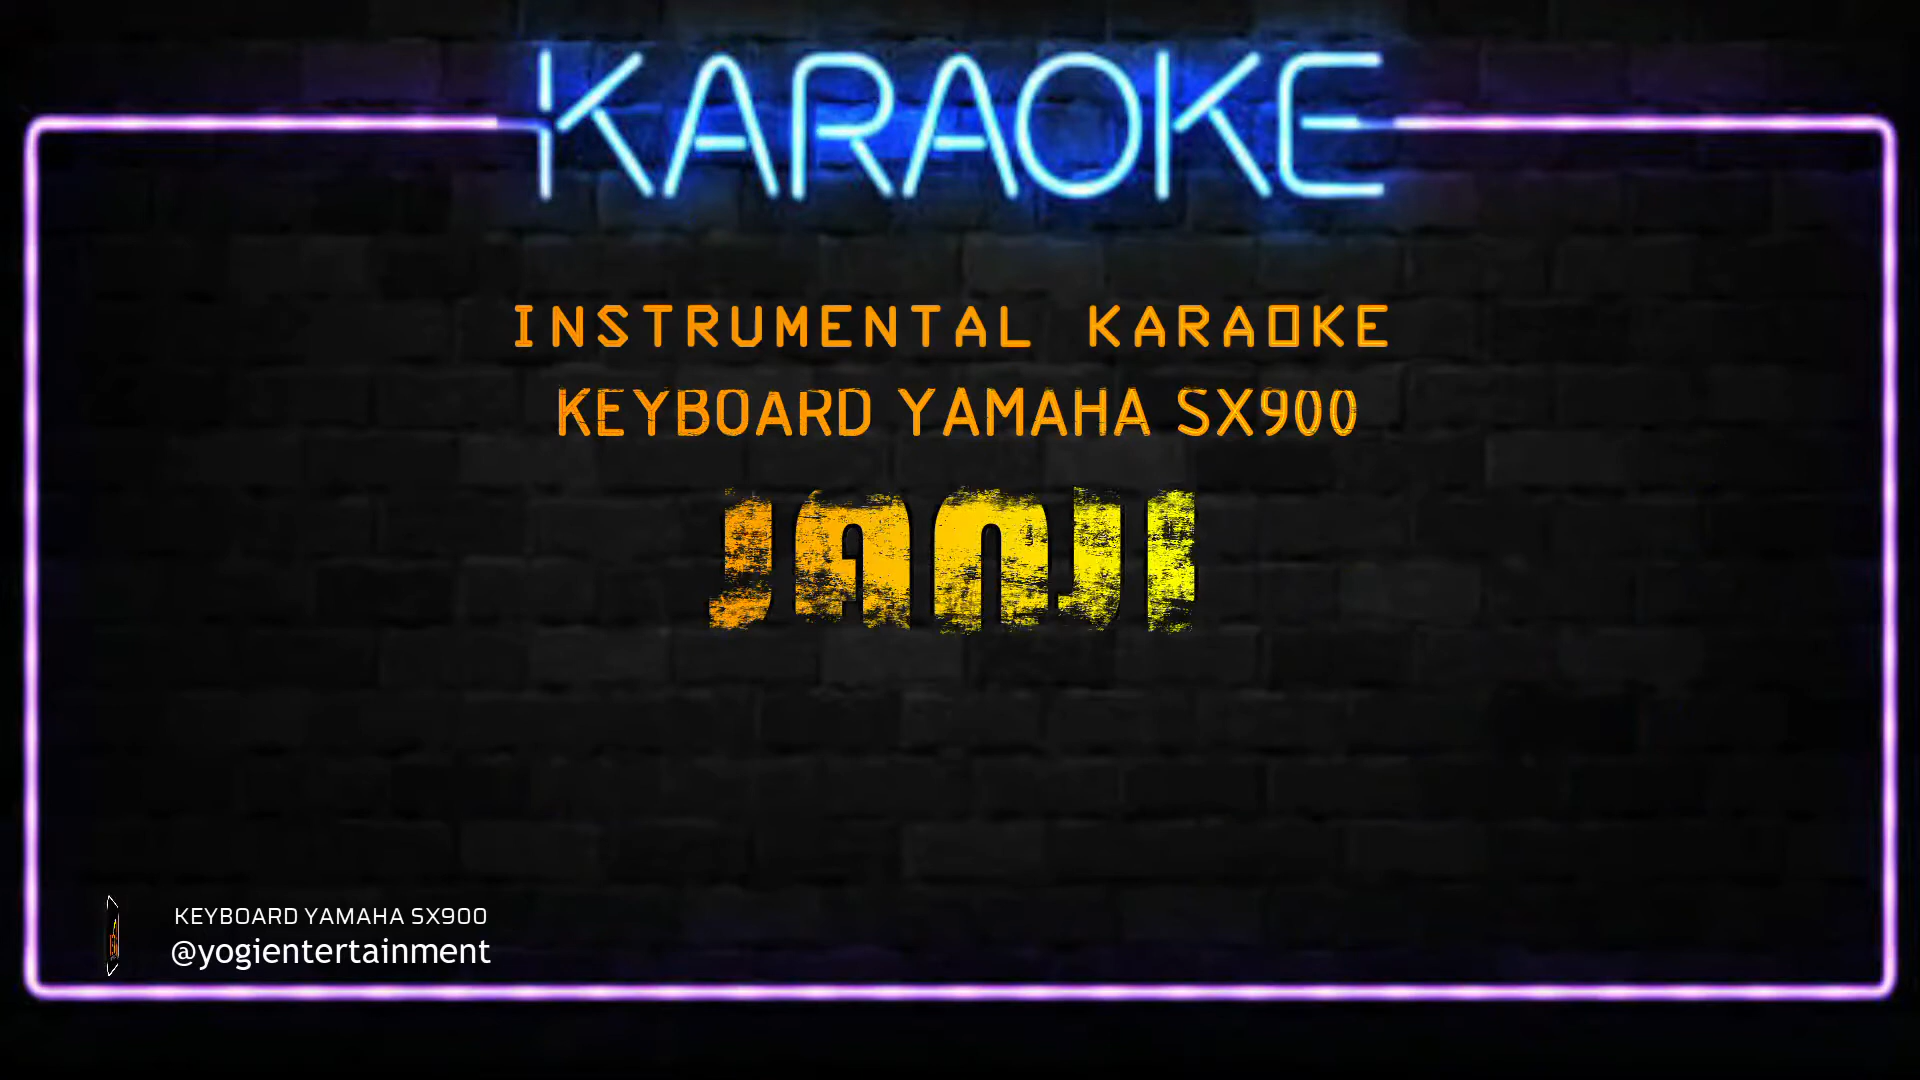 KARAOKE
INSTRUMENTAL KARAOKE
KEYBOARD YAMAHA SX900
JANJI
KEYBOARD YAMAHA SX900
@yogientertainment